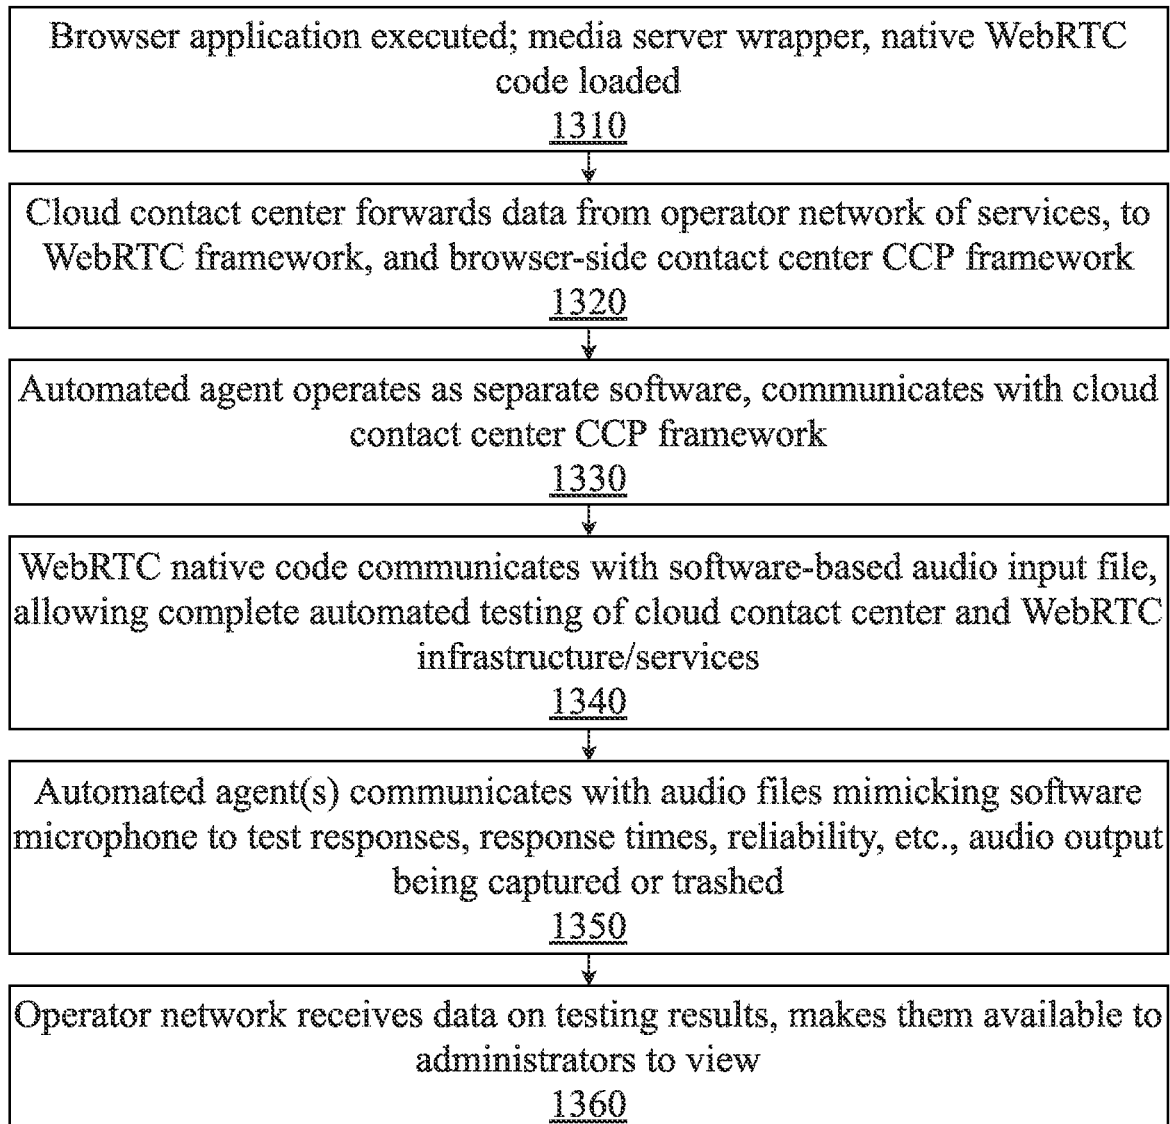 Browser application executed; media server wrapper, native WebRTC
code loaded
1310
Cloud contact center forwards data from operator network of services, to
WebRTC framework, and browser-side contact center CCP framework
1320
Automated agent operates as separate software, communicates with cloud
contact center CCP framework
1330
WebRTC native code communicates with software-based audio input file,
allowing complete automated testing of cloud contact center and WebRTC
infrastructure/services
1340
Automated agent(s) communicates with audio files mimicking software
microphone to test responses, response times, reliability, etc., audio output
being captured or trashed
1350
Operator network receives data on testing results, makes them available to
administrators to view
1360